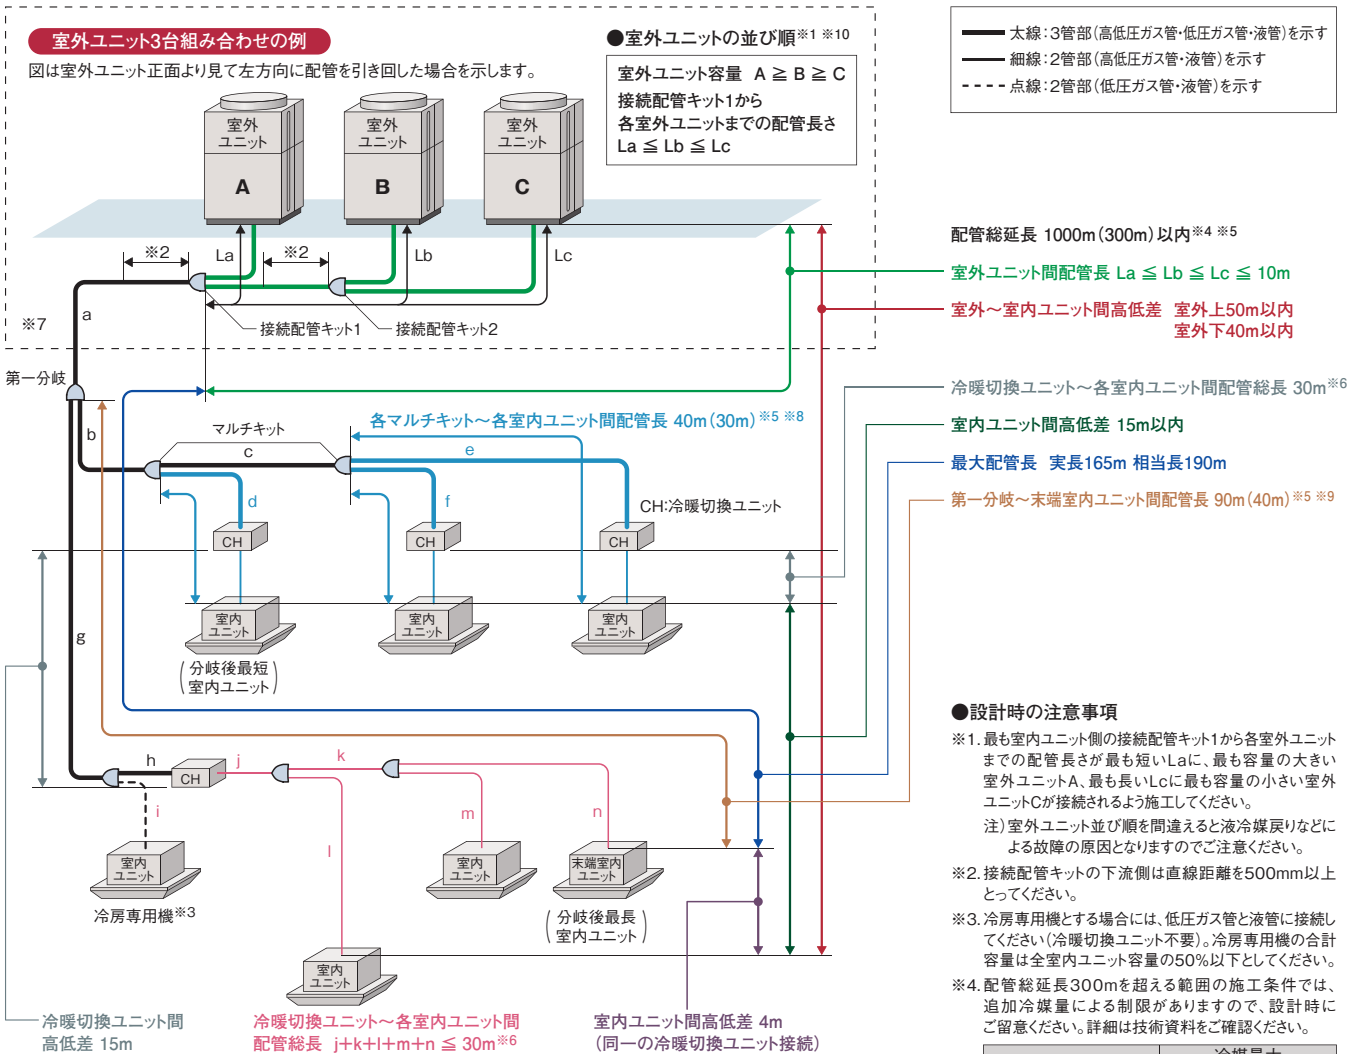 室外ユニット3台組み合わせの例
図は室外ユニット正面より見て左方向に配管を引き回した場合を示します。
●室外ユニットの並び順※1 ※10
室外ユニット容量 A ≧ B ≧ C
接続配管キット1から
各室外ユニットまでの配管長さ
La ≦ Lb ≦ Lc
太線:3管部(高低圧ガス管・低圧ガス管・液管)を示す
細線:2管部(高低圧ガス管・液管)を示す
点線:2管部(低圧ガス管・液管)を示す
室外
ユニット
A
室外
ユニット
B
室外
ユニット
C
※2
La
※2
Lb
Lc
a
※7
接続配管キット1
接続配管キット2
配管総延長 1000m(300m)以内※4 ※5
室外ユニット間配管長 La ≦ Lb ≦ Lc ≦ 10m
室外~室内ユニット間高低差 室外上50m以内
室外下40m以内
第一分岐
冷暖切換ユニット~各室内ユニット間配管総長 30m※6
室内ユニット間高低差 15m以内
最大配管長 実長165m 相当長190m
第一分岐~末端室内ユニット間配管長 90m(40m)※5 ※9
b
マルチキット
各マルチキット~各室内ユニット間配管長 40m(30m)※5 ※8
c
e
d
f
CH:冷暖切換ユニット
CH
CH
CH
室内
ユニット
室内
ユニット
室内
ユニット
g
(分岐後最短
室内ユニット)
h
CH
j
k
i
l
m
n
室内
ユニット
冷房専用機※3
室内
ユニット
末端室内
ユニット
(分岐後最長
室内ユニット)
室内
ユニット
冷暖切換ユニット間
高低差 15m
冷暖切換ユニット~各室内ユニット間
配管総長 j+k+l+m+n ≦ 30m※6
室内ユニット間高低差 4m
(同一の冷暖切換ユニット接続)
●設計時の注意事項
※1.最も室内ユニット側の接続配管キット1から各室外ユニット
までの配管長さが最も短いLaに、最も容量の大きい
室外ユニットA、最も長いLcに最も容量の小さい室外
ユニットCが接続されるよう施工してください。
注)室外ユニット並び順を間違えると液冷媒戻りなどに
よる故障の原因となりますのでご注意ください。
※2.接続配管キットの下流側は直線距離を500mm以上
とってください。
※3.冷房専用機とする場合には、低圧ガス管と液管に接続し
てください(冷暖切換ユニット不要)。冷房専用機の合計
容量は全室内ユニット容量の50%以下としてください。
※4.配管総延長300mを超える範囲の施工条件では、
追加冷媒量による制限がありますので、設計時に
ご留意ください。詳細は技術資料をご確認ください。